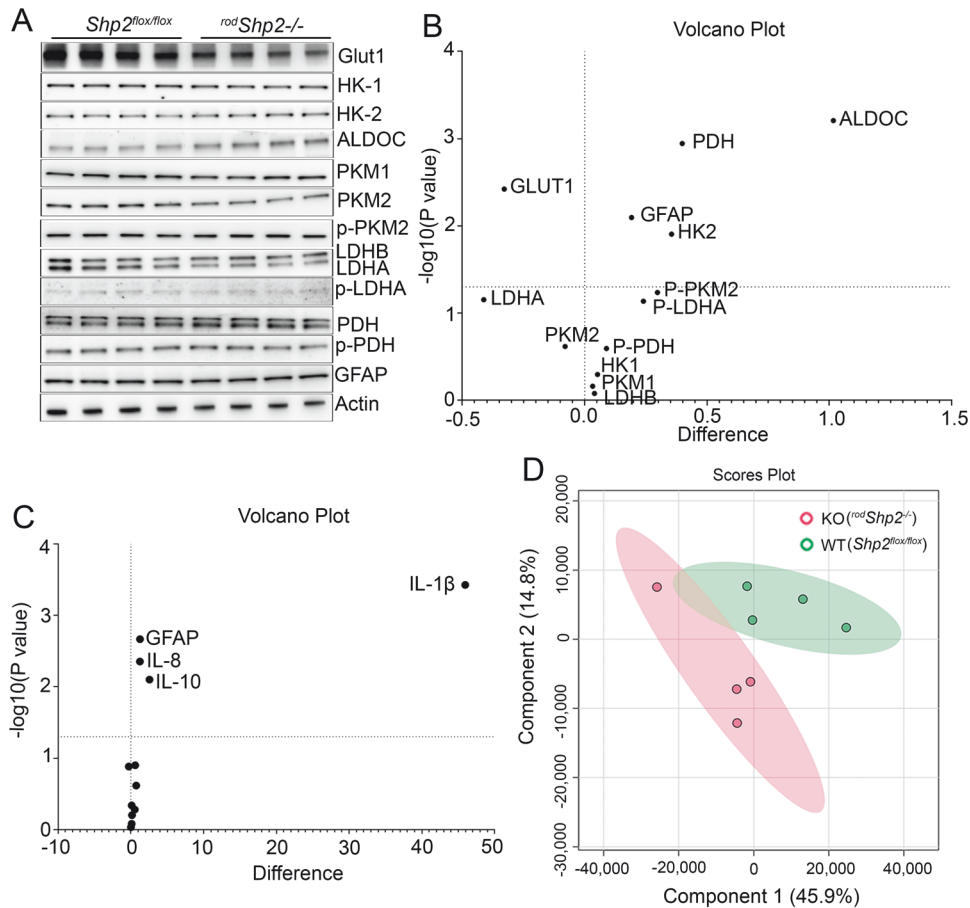 A
Shp2flox/flox
rodShp2-/-
Glut1
HK-1
HK-2
ALDOC
PKM1
PKM2
p-PKM2
LDHB
LDHA
p-LDHA
PDH
p-PDH
GFAP
Actin
B
Volcano Plot
-log10(P value)
4
3
2
1
0
ALDOC
PDH
GLUT1
GFAP
HK2
P-PKM2
LDHA
P-LDHA
PKM2
P-PDH
HK1
PKM1
LDHB
-0.5 0.0 0.5 1.0 1.5
Difference
C
Volcano Plot
-log10(P value)
4
3
2
1
0
IL-1β
GFAP
IL-8
IL-10
-10 0 10 20 30 40 50
Difference
D
Scores Plot
KO(rodShp2-/-)
WT(Shp2flox/flox)
Component 2 (14.8%)
20,000
10,000
0
-10,000
-20,000
-30,000
-40,000 -20,000 0 20,000 40,000
Component 1 (45.9%)